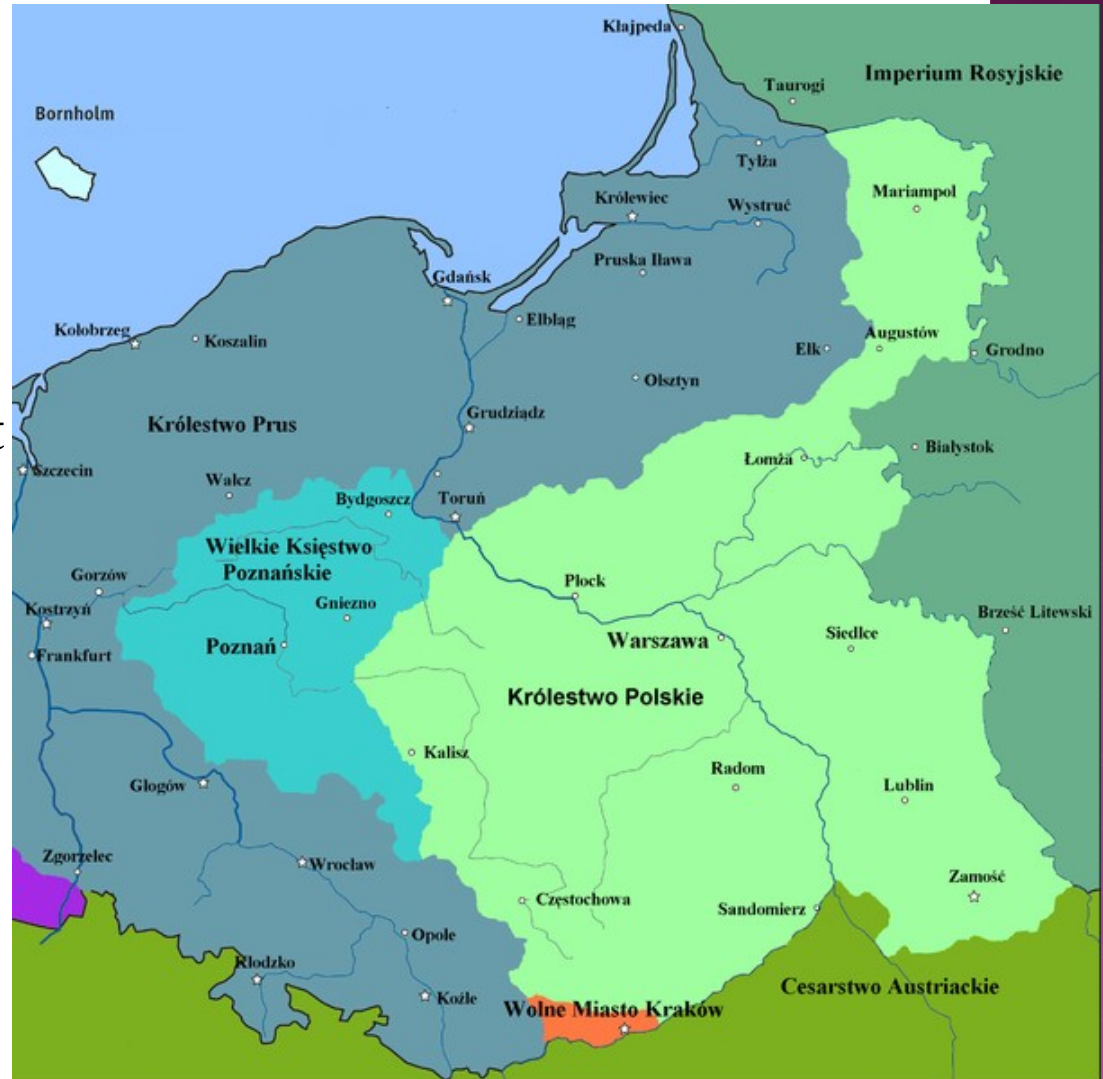 Kłajpeda
Imperium Rosyjskie
Taurogi
Bornholm
Tylża
Mariampol
Królewiec
Wystruć
Pruska Iława
Gdańsk
Elbląg
Kołobrzeg
Koszalin
Ełk
Augustów
Grodno
Olsztyn
Grudziądz
Królestwo Prus
Szczecin
Wałcz
Łomża
Białystok
Bydgoszcz
Toruń
Wielkie Księstwo
Poznańskie
Gorzów
Płock
Gniezno
Kostrzyń
Brześć Litewski
Frankfurt
Poznań
Warszawa
Siedlce
Królestwo Polskie
Kalisz
Głogów
Radom
Lublin
Zgorzelec
Wrocław
Zamość
Częstochowa
Sandomierz
Opole
Kłodzko
Koźle
Cesarstwo Austriackie
Wolne Miasto Kraków